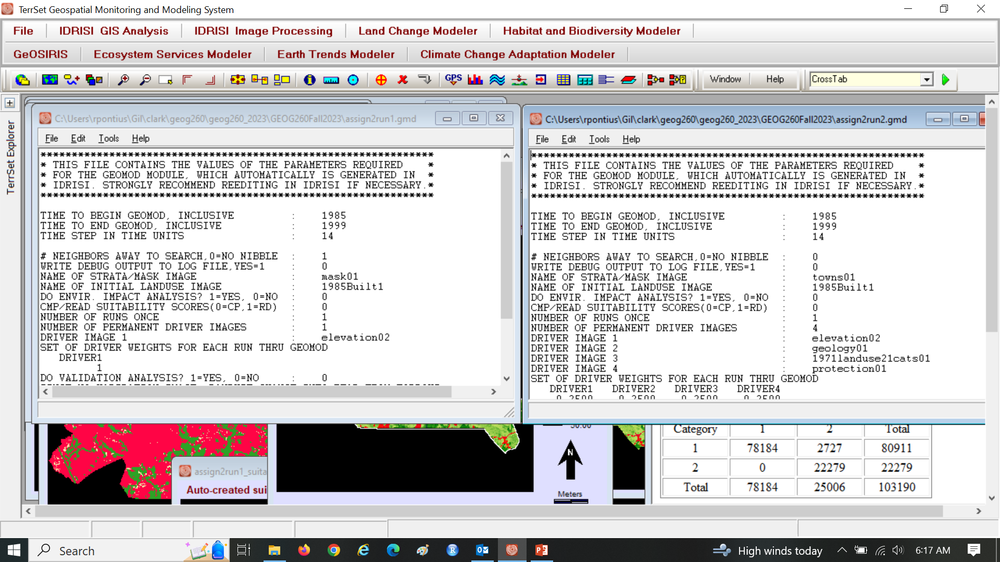 TerrSet Geospatial Monitoring and Modeling System
File IDRISI GIS Analysis IDRISI Image Processing Land Change Modeler Habitat and Biodiversity Modeler
GeOSIRIS Ecosystem Services Modeler Earth Trends Modeler Climate Change Adaptation Modeler
GPS Window Help CrossTab
TerrSet Explorer
C:\Users\rpontius\Gil\clark\geog260\geog260_2023\GEOG260Fall2023\assign2run1.gmd
File Edit Tools Help
****************************************************************
* THIS FILE CONTAINS THE VALUES OF THE PARAMETERS REQUIRED *
* FOR THE GEOMOD MODULE, WHICH AUTOMATICALLY IS GENERATED IN *
* IDRISI. STRONGLY RECOMMEND REEDITING IN IDRISI IF NECESSARY.*
****************************************************************
TIME TO BEGIN GEOMOD, INCLUSIVE : 1985
TIME TO END GEOMOD, INCLUSIVE : 1999
TIME STEP IN TIME UNITS : 14
# NEIGHBORS AWAY TO SEARCH,0=NO NIBBLE : 1
WRITE DEBUG OUTPUT TO LOG FILE,YES=1 : 0
NAME OF STRATA/MASK IMAGE : mask01
NAME OF INITIAL LANDUSE IMAGE : 1985Built1
DO ENVIR. IMPACT ANALYSIS? 1=YES, 0=NO : 0
CMP/READ SUITABILITY SCORES(0=CP,1=RD) : 0
NUMBER OF RUNS ONCE : 1
NUMBER OF PERMANENT DRIVER IMAGES : 1
DRIVER IMAGE 1 : elevation02
SET OF DRIVER WEIGHTS FOR EACH RUN THRU GEOMOD
DRIVER1
1
DO VALIDATION ANALYSIS? 1=YES, 0=NO : 0
C:\Users\rpontius\Gil\clark\geog260\geog260_2023\GEOG260Fall2023\assign2run2.gmd
File Edit Tools Help
****************************************************************
* THIS FILE CONTAINS THE VALUES OF THE PARAMETERS REQUIRED *
* FOR THE GEOMOD MODULE, WHICH AUTOMATICALLY IS GENERATED IN *
* IDRISI. STRONGLY RECOMMEND REEDITING IN IDRISI IF NECESSARY.*
****************************************************************
TIME TO BEGIN GEOMOD, INCLUSIVE : 1985
TIME TO END GEOMOD, INCLUSIVE : 1999
TIME STEP IN TIME UNITS : 14
# NEIGHBORS AWAY TO SEARCH,0=NO NIBBLE : 0
WRITE DEBUG OUTPUT TO LOG FILE,YES=1 : 0
NAME OF STRATA/MASK IMAGE : towns01
NAME OF INITIAL LANDUSE IMAGE : 1985Built1
DO ENVIR. IMPACT ANALYSIS? 1=YES, 0=NO : 0
CMP/READ SUITABILITY SCORES(0=CP,1=RD) : 0
NUMBER OF RUNS ONCE : 1
NUMBER OF PERMANENT DRIVER IMAGES : 4
DRIVER IMAGE 1 : elevation02
DRIVER IMAGE 2 : geology01
DRIVER IMAGE 3 : 1971landuse21cats01
DRIVER IMAGE 4 : protection01
SET OF DRIVER WEIGHTS FOR EACH RUN THRU GEOMOD
DRIVER1 DRIVER2 DRIVER3 DRIVER4
0.2500 0.2500 0.2500 0.2500
assign2run1_suita
Auto-created sui
30.00
N
Meters
Category 1 2 Total
1 78184 2727 80911
2 0 22279 22279
Total 78184 25006 103190
Search
High winds today
6:17 AM